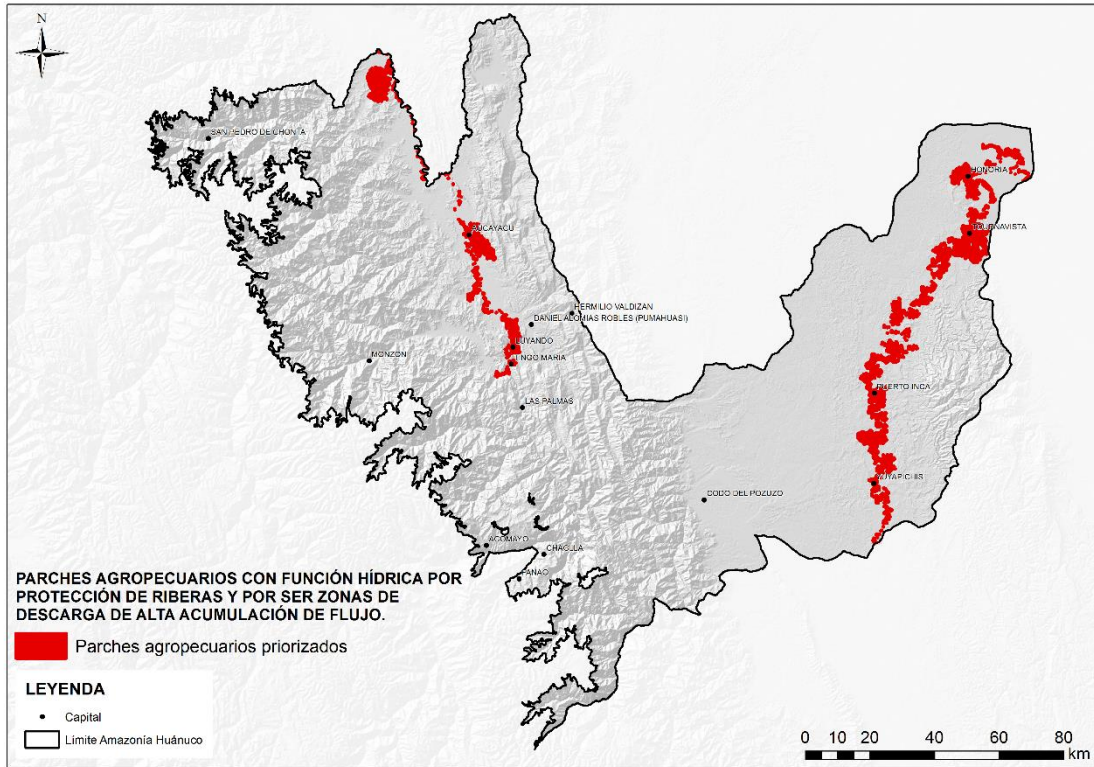 N
SAN PEDRO DE CHONTA
HONORIA
TOURNAVISTA
AUCAYACU
HERMILIO VALDIZAN
DANIEL ALOMIAS ROBLES (PUMAHUASI)
LUYANDO
TINGO MARIA
MONZON
PUERTO INCA
LAS PALMAS
YUYAPICHIS
CODO DEL POZUZO
ACOMAYO
CHAGLLA
PANAO
PARCHES AGROPECUARIOS CON FUNCIÓN HÍDRICA POR
PROTECCIÓN DE RIBERAS Y POR SER ZONAS DE
DESCARGA DE ALTA ACUMULACIÓN DE FLUJO.
Parches agropecuarios priorizados
LEYENDA
Capital
Límite Amazonía Huánuco
0 10 20 40 60 80
km